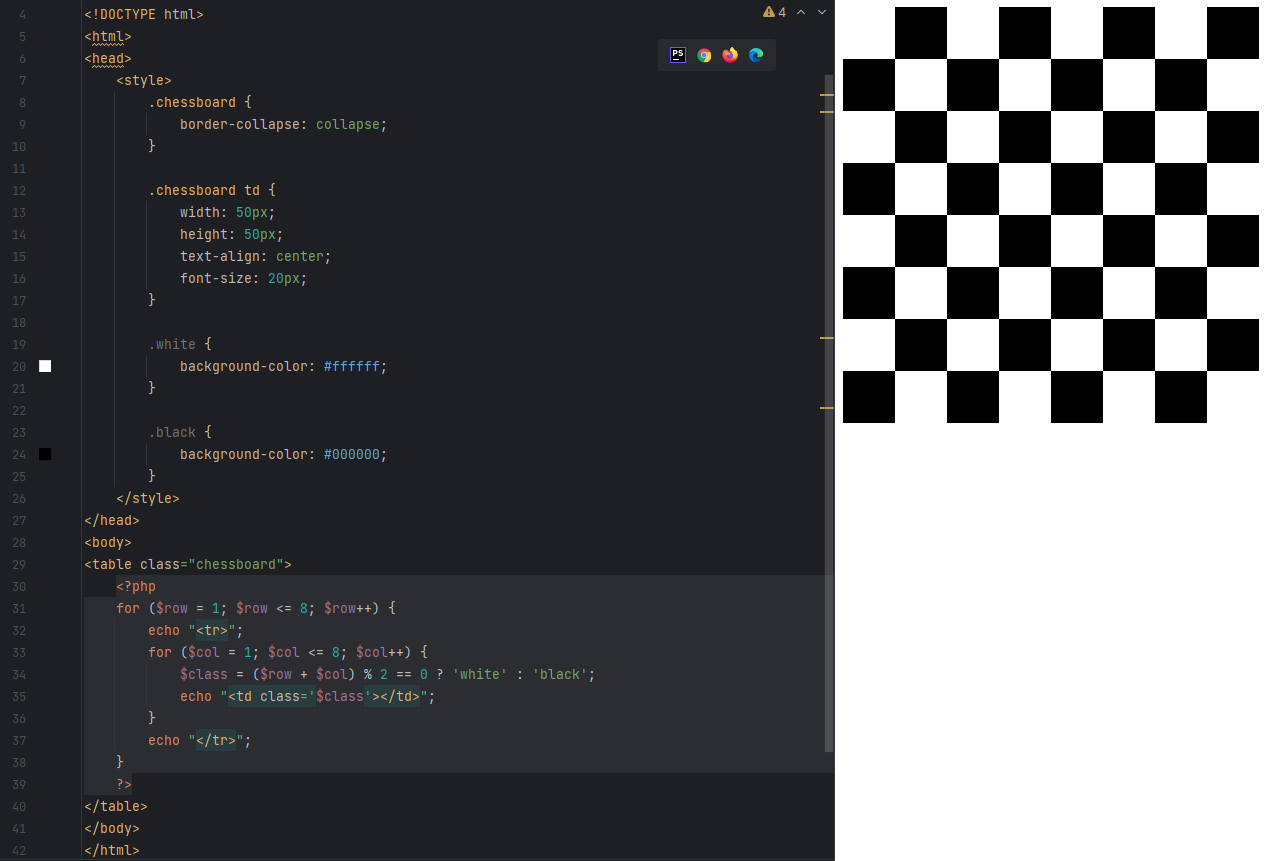 4 <!DOCTYPE html>
4
5 <html>
6 <head>
PS
7 <style>
8 .chessboard {
9 border-collapse: collapse;
10 }
11
12 .chessboard td {
13 width: 50px;
14 height: 50px;
15 text-align: center;
16 font-size: 20px;
17 }
18
19 .white {
20 background-color: #ffffff;
21 }
22
23 .black {
24 background-color: #000000;
25 }
26 </style>
27 </head>
28 <body>
29 <table class="chessboard">
30 <?php
31 for ($row = 1; $row <= 8; $row++) {
32 echo "<tr>";
33 for ($col = 1; $col <= 8; $col++) {
34 $class = ($row + $col) % 2 == 0 ? 'white' : 'black';
35 echo "<td class='$class'></td>";
36 }
37 echo "</tr>";
38 }
39 ?>
40 </table>
41 </body>
42 </html>